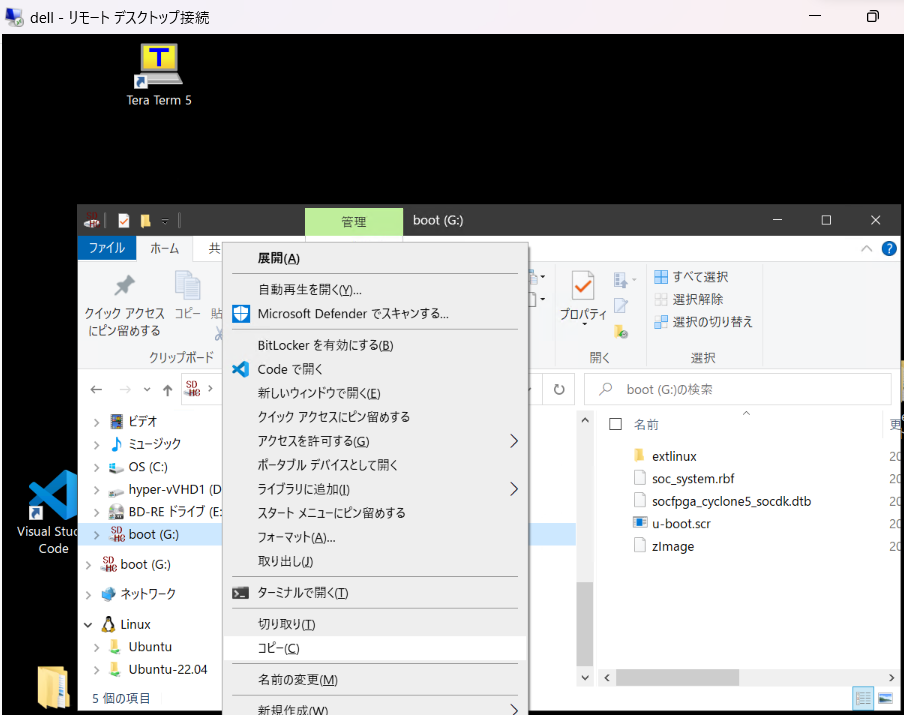 dell - リモート デスクトップ接続
Tera Term 5
管理
boot (G:)
ファイル
ホーム
共
クイック アクセス
にピン留めする
コピー
貼
クリップボード
プロパティ
開く
すべて選択
選択解除
選択の切り替え
選択
boot (G:)の検索
展開(A)
自動再生を開く(Y)...
Microsoft Defender でスキャンする...
BitLocker を有効にする(B)
Code で開く
新しいウィンドウで開く(E)
クイック アクセスにピン留めする
アクセスを許可する(G)
ポータブル デバイスとして開く
ライブラリに追加(I)
スタート メニューにピン留めする
フォーマット(A)...
取り出し(J)
ターミナルで開く(T)
切り取り(T)
コピー(C)
名前の変更(M)
新規作成(W)
ビデオ
ミュージック
OS (C:)
hyper-vVHD1 (D
BD-RE ドライブ (E:
boot (G:)
boot (G:)
ネットワーク
Linux
Ubuntu
Ubuntu-22.04
5 個の項目
名前
更
extlinux
20
soc_system.rbf
20
socfpga_cyclone5_socdk.dtb
20
u-boot.scr
20
zImage
20
Visual Stu
Code